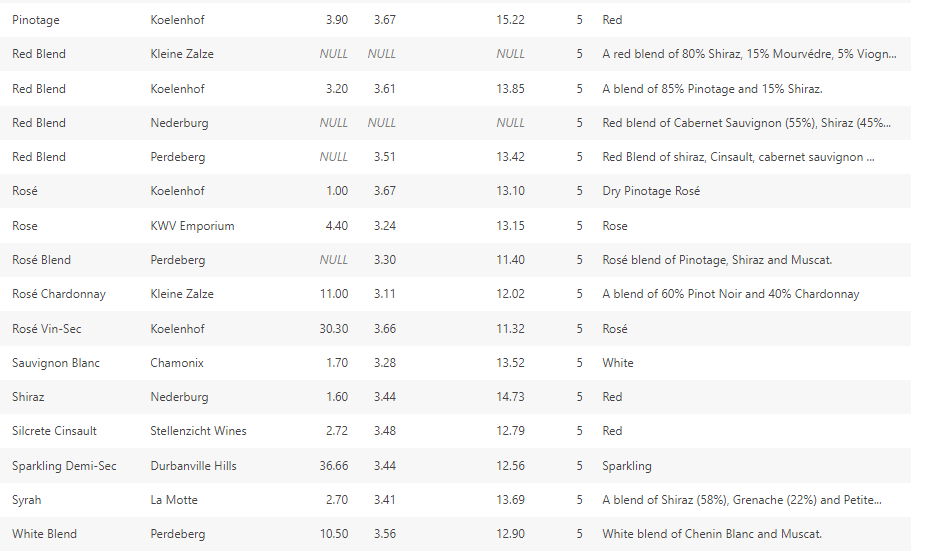 Pinotage Koelenhof 3.90 3.67 15.22 5 Red
Red Blend Kleine Zalze NULL NULL NULL 5 A red blend of 80% Shiraz, 15% Mourvédre, 5% Viogn...
Red Blend Koelenhof 3.20 3.61 13.85 5 A blend of 85% Pinotage and 15% Shiraz.
Red Blend Nederburg NULL NULL NULL 5 Red blend of Cabernet Sauvignon (55%), Shiraz (45%...
Red Blend Perdeberg NULL 3.51 13.42 5 Red Blend of shiraz, Cinsault, cabernet sauvignon ...
Rosé Koelenhof 1.00 3.67 13.10 5 Dry Pinotage Rosé
Rose KWV Emporium 4.40 3.24 13.15 5 Rose
Rosé Blend Perdeberg NULL 3.30 11.40 5 Rosé blend of Pinotage, Shiraz and Muscat.
Rosé Chardonnay Kleine Zalze 11.00 3.11 12.02 5 A blend of 60% Pinot Noir and 40% Chardonnay
Rosé Vin-Sec Koelenhof 30.30 3.66 11.32 5 Rosé
Sauvignon Blanc Chamonix 1.70 3.28 13.52 5 White
Shiraz Nederburg 1.60 3.44 14.73 5 Red
Silcrete Cinsault Stellenzicht Wines 2.72 3.48 12.79 5 Red
Sparkling Demi-Sec Durbanville Hills 36.66 3.44 12.56 5 Sparkling
Syrah La Motte 2.70 3.41 13.69 5 A blend of Shiraz (58%), Grenache (22%) and Petite...
White Blend Perdeberg 10.50 3.56 12.90 5 White blend of Chenin Blanc and Muscat.